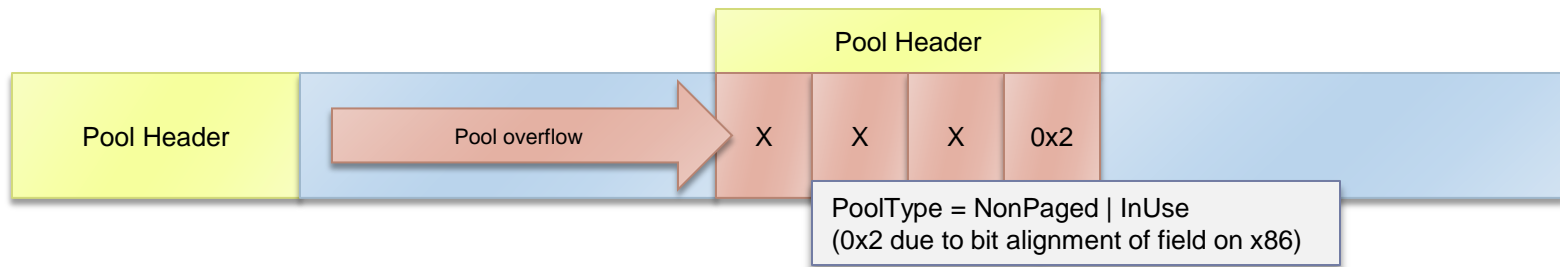 Pool Header
Pool Header
Pool overflow
X X X 0x2
PoolType = NonPaged | InUse
(0x2 due to bit alignment of field on x86)